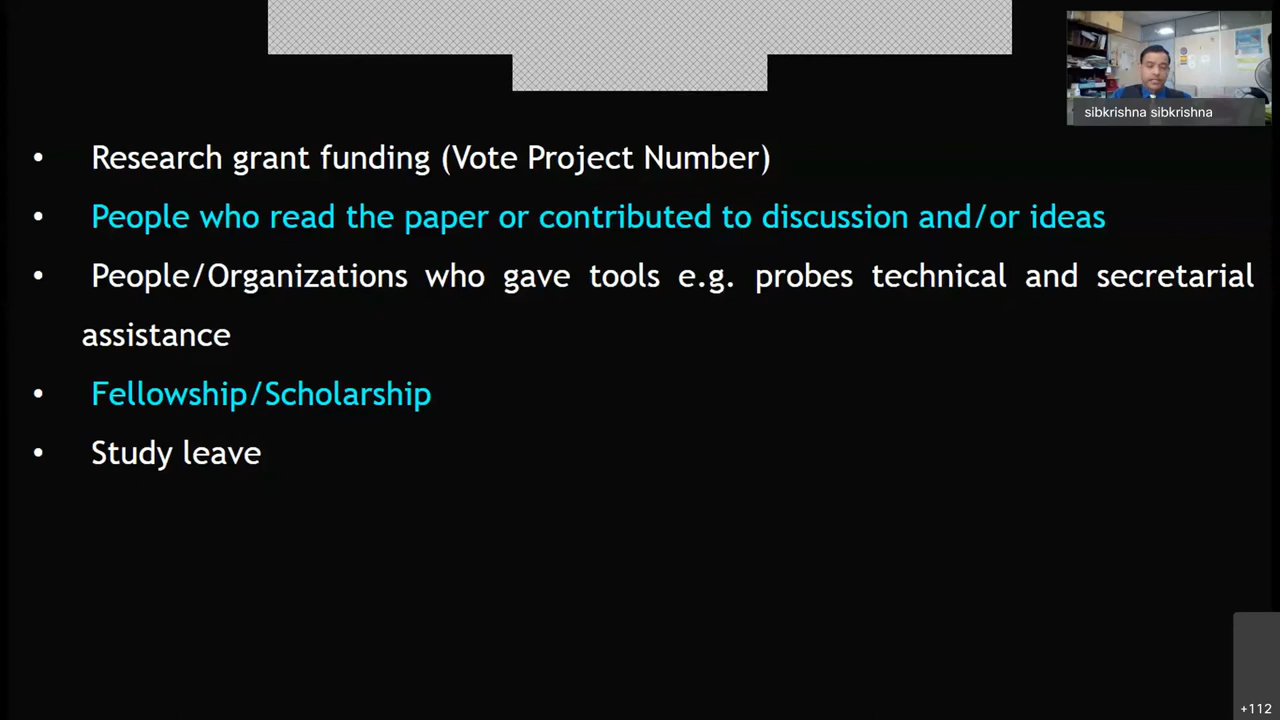 sibkrishna sibkrishna
• Research grant funding (Vote Project Number)
• People who read the paper or contributed to discussion and/or ideas
• People/Organizations who gave tools e.g. probes technical and secretarial
assistance
• Fellowship/Scholarship
• Study leave
+112